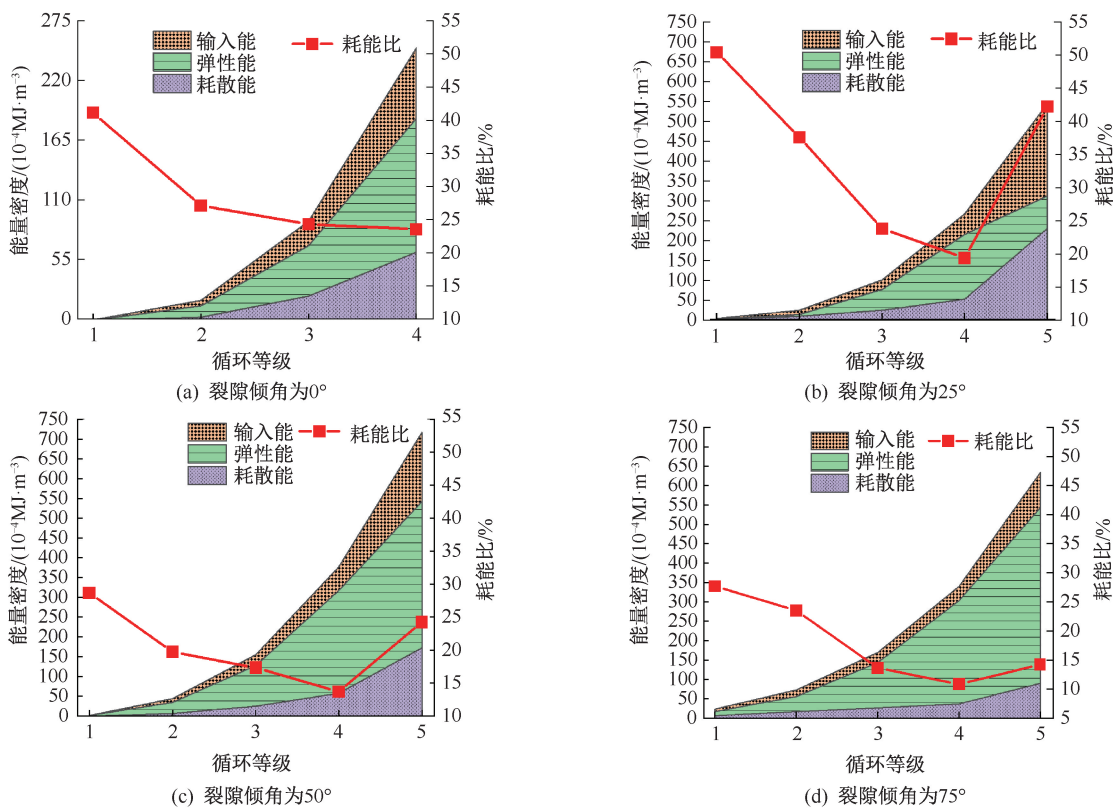 275
220
165
110
55
0
能量密度/(10⁻⁴MJ·m⁻³)
输入能
弹性能
耗散能
耗能比
55
50
45
40
35
30
25
20
15
10
耗能比/%
1 2 3 4
循环等级
(a) 裂隙倾角为0°
750
700
650
600
550
500
450
400
350
300
250
200
150
100
50
0
能量密度/(10⁻⁴MJ·m⁻³)
输入能
弹性能
耗散能
耗能比
55
50
45
40
35
30
25
20
15
10
耗能比/%
1 2 3 4 5
循环等级
(b) 裂隙倾角为25°
750
700
650
600
550
500
450
400
350
300
250
200
150
100
50
0
能量密度/(10⁻⁴MJ·m⁻³)
输入能
弹性能
耗散能
耗能比
55
50
45
40
35
30
25
20
15
10
耗能比/%
1 2 3 4 5
循环等级
(c) 裂隙倾角为50°
750
700
650
600
550
500
450
400
350
300
250
200
150
100
50
0
能量密度/(10⁻⁴MJ·m⁻³)
输入能
弹性能
耗散能
耗能比
55
50
45
40
35
30
25
20
15
10
5
耗能比/%
1 2 3 4 5
循环等级
(d) 裂隙倾角为75°